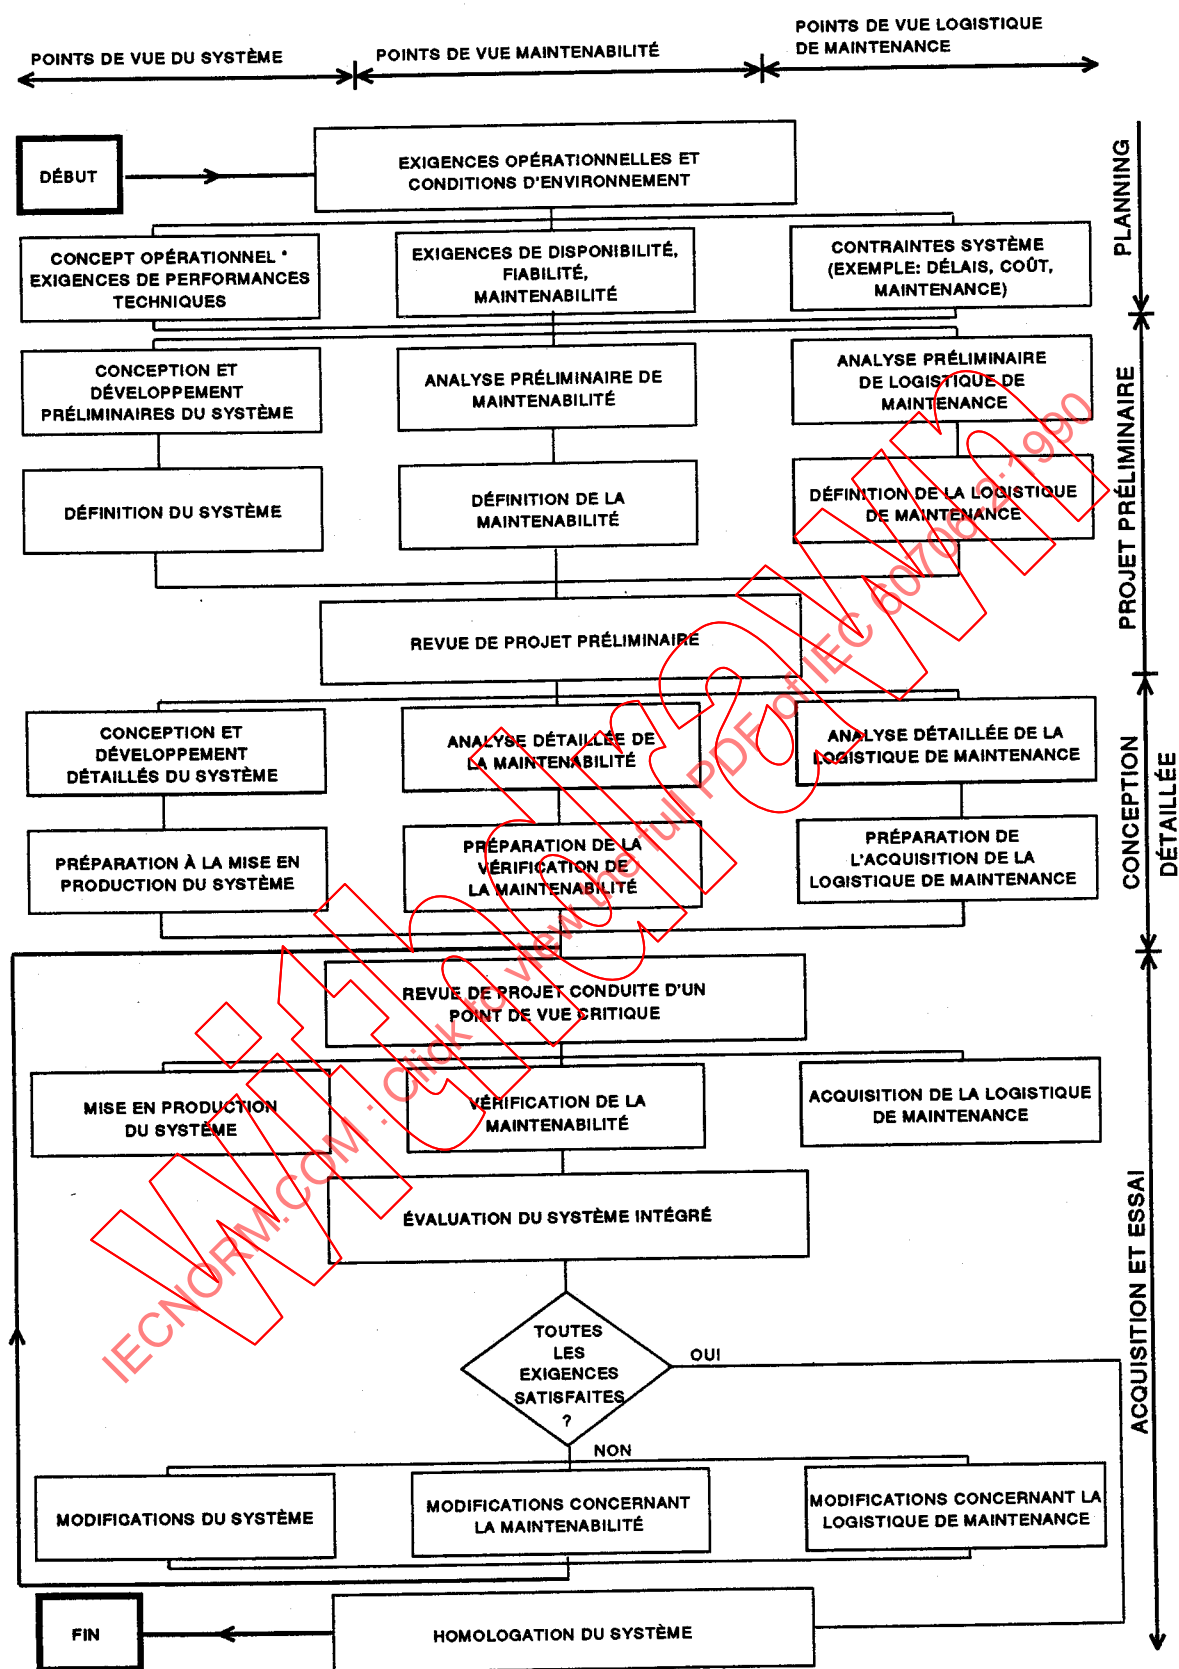 POINTS DE VUE DU SYSTÈME
POINTS DE VUE MAINTENABILITÉ
POINTS DE VUE LOGISTIQUE
DE MAINTENANCE
DÉBUT
EXIGENCES OPÉRATIONNELLES ET
CONDITIONS D'ENVIRONNEMENT
PLANNING
CONCEPT OPÉRATIONNEL *
EXIGENCES DE PERFORMANCES
TECHNIQUES
EXIGENCES DE DISPONIBILITÉ,
FIABILITÉ,
MAINTENABILITÉ
CONTRAINTES SYSTÈME
(EXEMPLE: DÉLAIS, COÛT,
MAINTENANCE)
CONCEPTION ET
DÉVELOPPEMENT
PRÉLIMINAIRES DU SYSTÈME
ANALYSE PRÉLIMINAIRE DE
MAINTENABILITÉ
ANALYSE PRÉLIMINAIRE
DE LOGISTIQUE DE
MAINTENANCE
PROJET PRÉLIMINAIRE
DÉFINITION DU SYSTÈME
DÉFINITION DE LA
MAINTENABILITÉ
DÉFINITION DE LA LOGISTIQUE
DE MAINTENANCE
REVUE DE PROJET PRÉLIMINAIRE
CONCEPTION ET
DÉVELOPPEMENT
DÉTAILLÉS DU SYSTÈME
ANALYSE DÉTAILLÉE DE
LA MAINTENABILITÉ
ANALYSE DÉTAILLÉE DE LA
LOGISTIQUE DE MAINTENANCE
CONCEPTION
DÉTAILLÉE
PRÉPARATION À LA MISE EN
PRODUCTION DU SYSTÈME
PRÉPARATION DE LA
VÉRIFICATION DE
LA MAINTENABILITÉ
PRÉPARATION DE
L'ACQUISITION DE LA
LOGISTIQUE DE MAINTENANCE
REVUE DE PROJET CONDUITE D'UN
POINT DE VUE CRITIQUE
MISE EN PRODUCTION
DU SYSTÈME
VÉRIFICATION DE LA
MAINTENABILITÉ
ACQUISITION DE LA LOGISTIQUE
DE MAINTENANCE
ÉVALUATION DU SYSTÈME INTÉGRÉ
ACQUISITION ET ESSAI
TOUTES
LES
EXIGENCES
SATISFAITES
?
OUI
NON
MODIFICATIONS DU SYSTÈME
MODIFICATIONS CONCERNANT
LA MAINTENABILITÉ
MODIFICATIONS CONCERNANT LA
LOGISTIQUE DE MAINTENANCE
FIN
HOMOLOGATION DU SYSTÈME
Withdrawn
IECNORM.COM : Click to view the full PDF of IEC 60706-2:1990